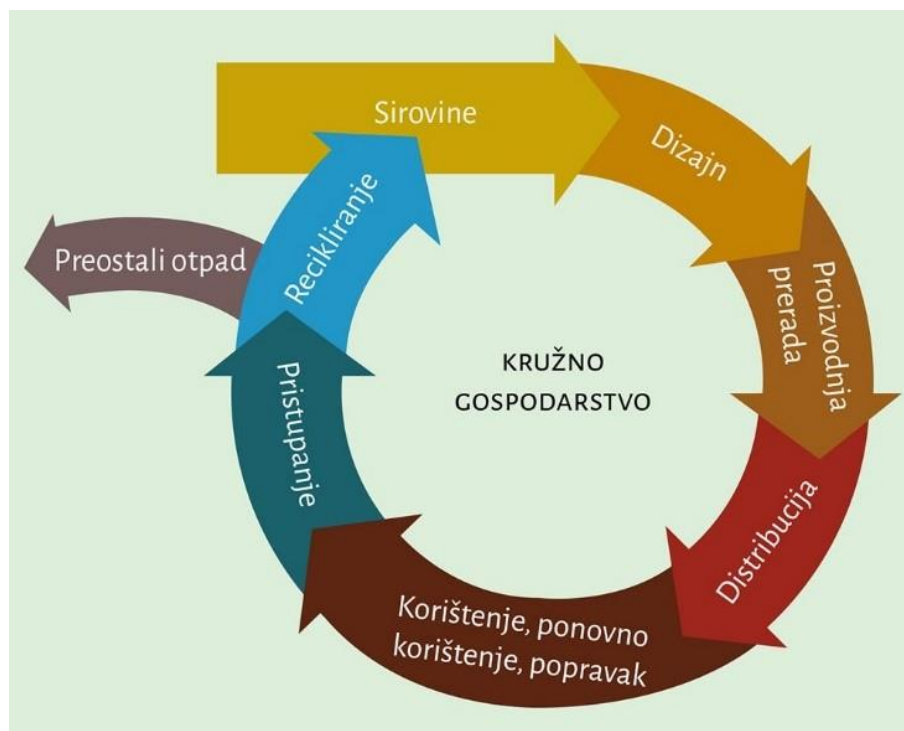 Sirovine
Dizajn
Proizvodnja
prerada
Distribucija
Korištenje, ponovno
korištenje, popravak
Pristupanje
Recikliranje
Preostali otpad
KRUŽNO
GOSPODARSTVO